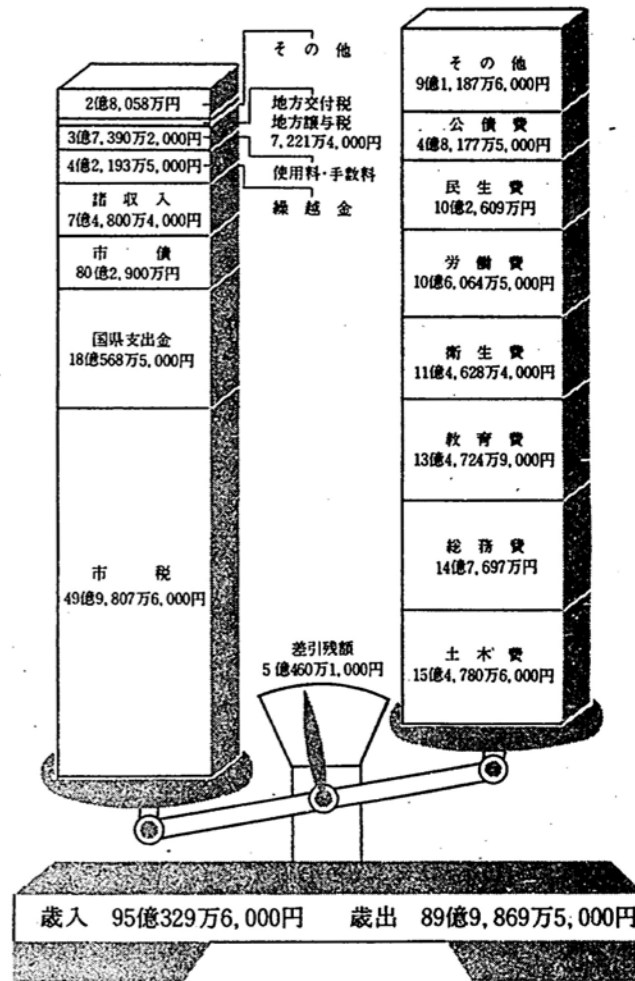 その他
2億8,058万円
地方交付税
地方譲与税
7,221万4,000円
3億7,390万2,000円
使用料・手数料
4億2,193万5,000円
繰越金
諸収入
7億4,800万4,000円
市債
80億2,900万円
国県支出金
18億568万5,000円
市税
49億9,807万6,000円
その他
9億1,187万6,000円
公債費
4億8,177万5,000円
民生費
10億2,609万円
労働費
10億6,064万5,000円
衛生費
11億4,628万4,000円
教育費
13億4,724万9,000円
総務費
14億7,697万円
土木費
15億4,780万6,000円
差引残額
5億460万1,000円
歳入 95億329万6,000円 歳出 89億9,869万5,000円